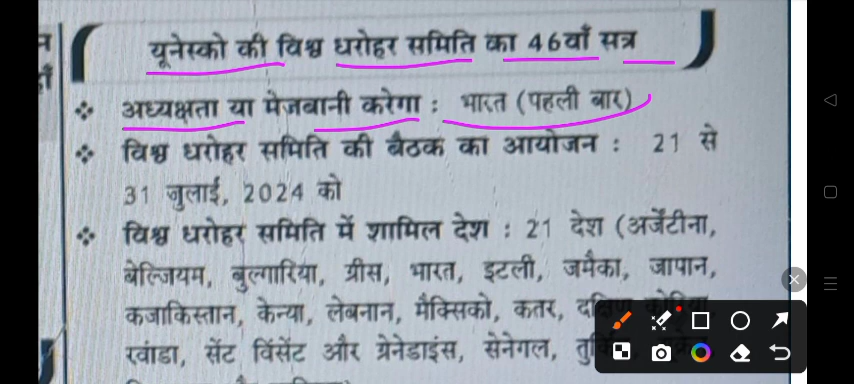 यूनेस्को की विश्व धरोहर समिति का 46वाँ सत्र
❖ अध्यक्षता या मेजबानी करेगा : भारत (पहली बार)
❖ विश्व धरोहर समिति की बैठक का आयोजन : 21 से
31 जुलाई, 2024 को
❖ विश्व धरोहर समिति में शामिल देश : 21 देश (अर्जेंटीना,
बेल्जियम, बुल्गारिया, ग्रीस, भारत, इटली, जमैका, जापान,
कजाकिस्तान, केन्या, लेबनान, मैक्सिको, कतर,
रवांडा, सेंट विंसेंट और ग्रेनेडाइंस, सेनेगल,